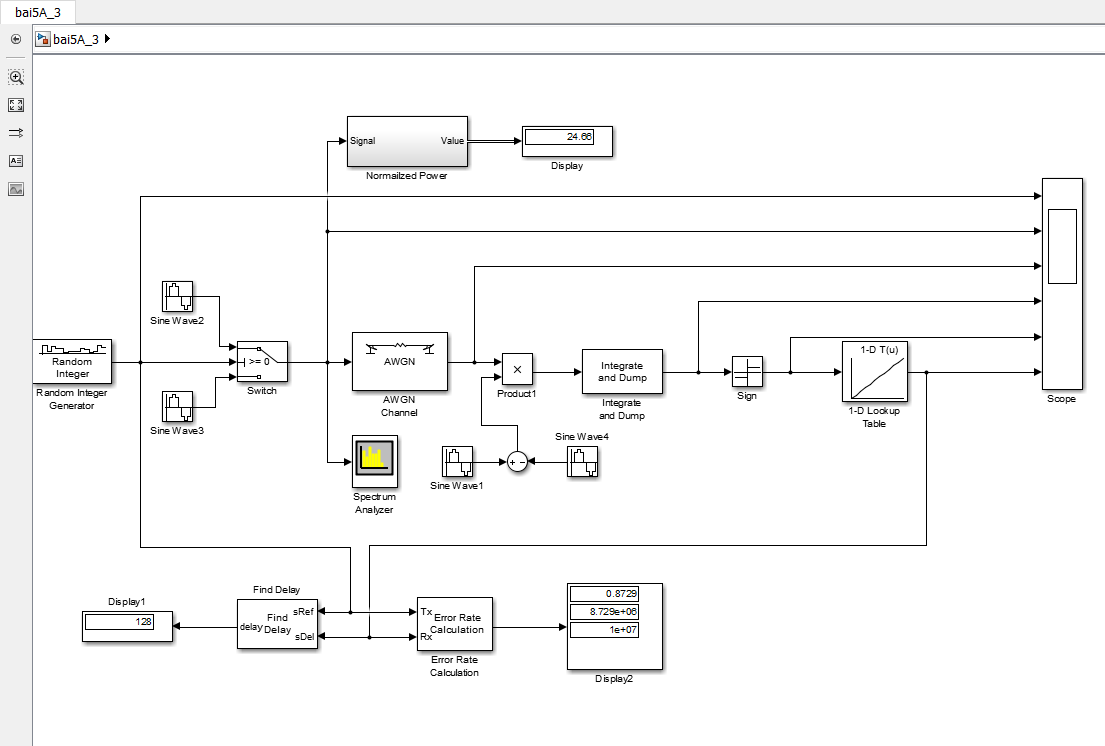 bai5A_3
bai5A_3
Signal
Value
24.66
Normailzed Power
Display
Sine Wave2
Random
Integer
Random Integer
Generator
>= 0
Switch
Sine Wave3
AWGN
AWGN
Channel
×
Product1
Integrate
and Dump
Integrate
and Dump
Sign
1-D T(u)
1-D Lookup
Table
Scope
Spectrum
Analyzer
Sine Wave1
+ -
Sine Wave4
Display1
128
Find Delay
sRef
Find
delay
Delay
sDel
Tx
Error Rate
Calculation
Rx
Error Rate
Calculation
0.8729
8.729e+06
1e+07
Display2